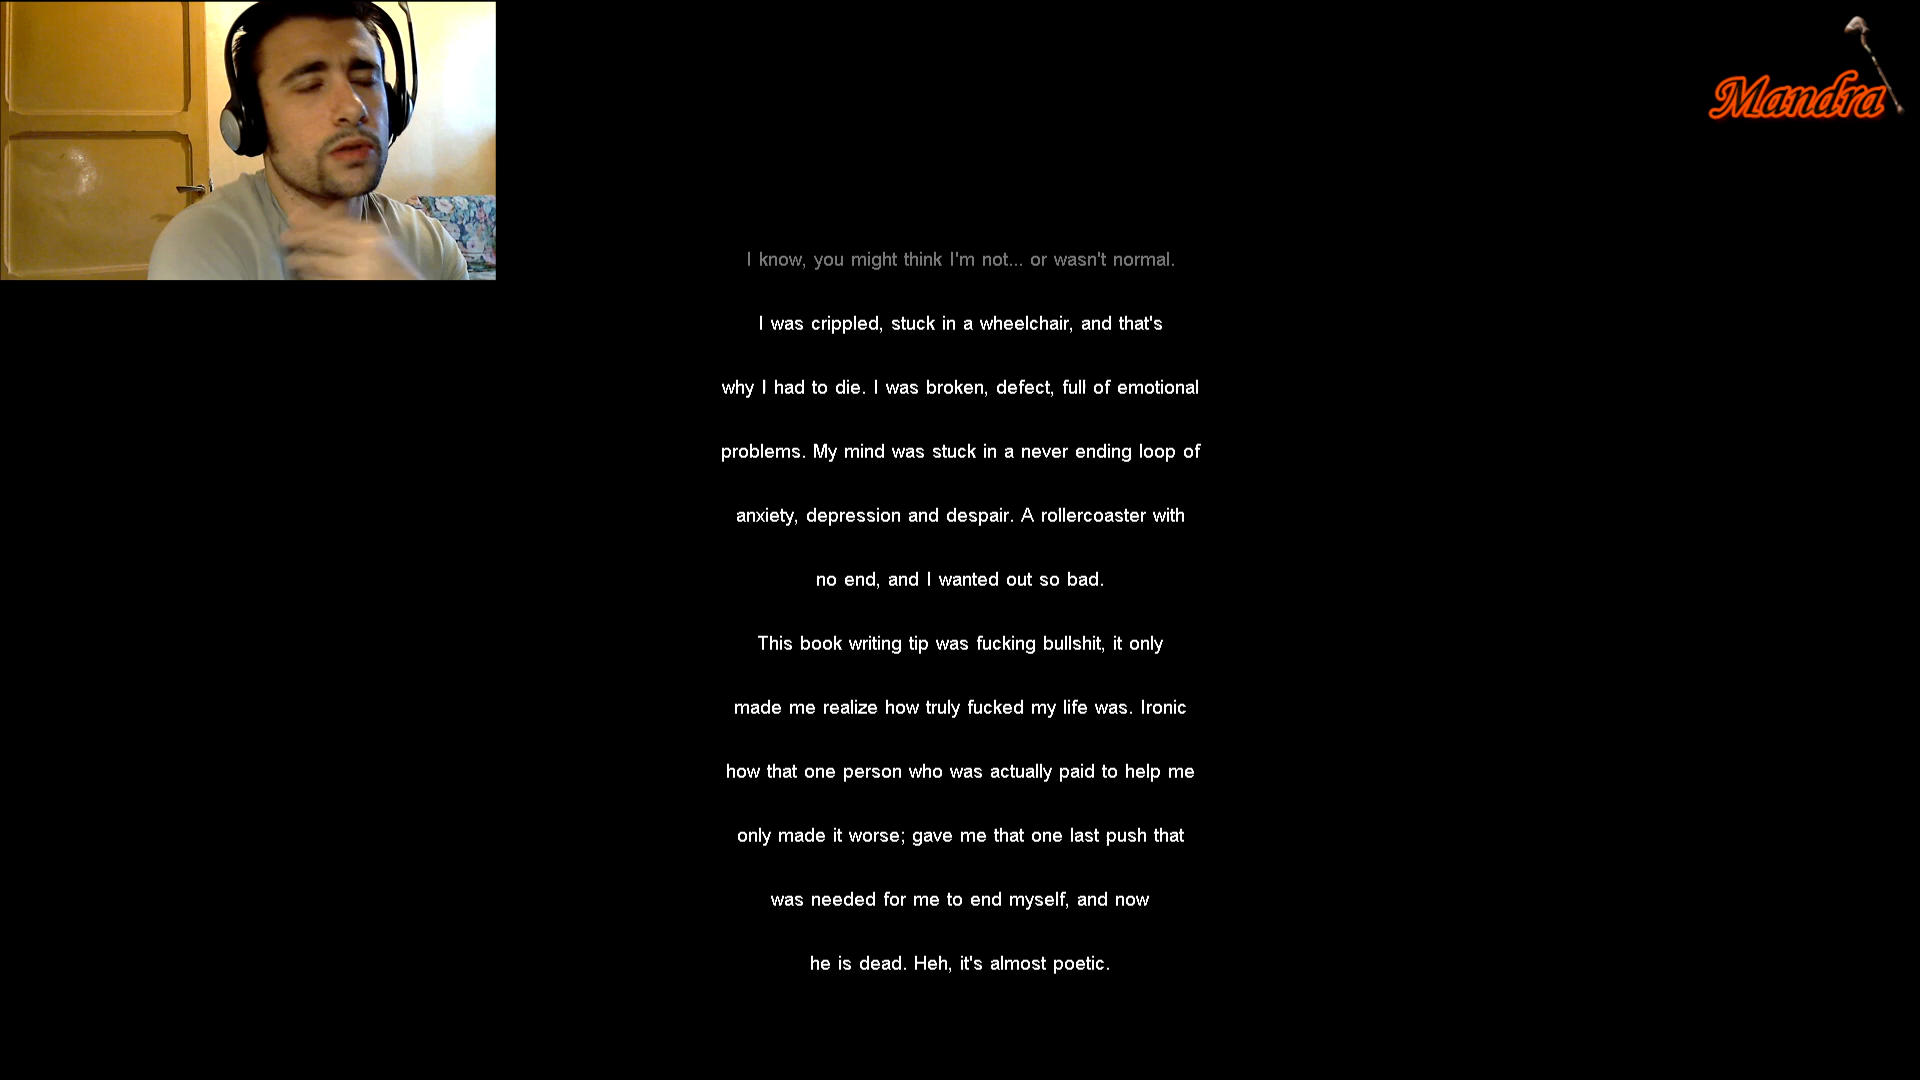 Mandra
I know, you might think I'm not... or wasn't normal.
I was crippled, stuck in a wheelchair, and that's
why I had to die. I was broken, defect, full of emotional
problems. My mind was stuck in a never ending loop of
anxiety, depression and despair. A rollercoaster with
no end, and I wanted out so bad.
This book writing tip was fucking bullshit, it only
made me realize how truly fucked my life was. Ironic
how that one person who was actually paid to help me
only made it worse; gave me that one last push that
was needed for me to end myself, and now
he is dead. Heh, it's almost poetic.